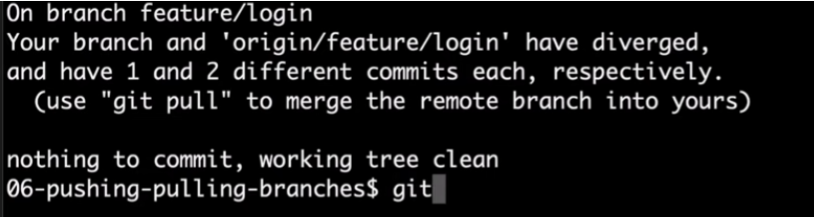 On branch feature/login
Your branch and 'origin/feature/login' have diverged,
and have 1 and 2 different commits each, respectively.
  (use "git pull" to merge the remote branch into yours)

nothing to commit, working tree clean
06-pushing-pulling-branches$ git